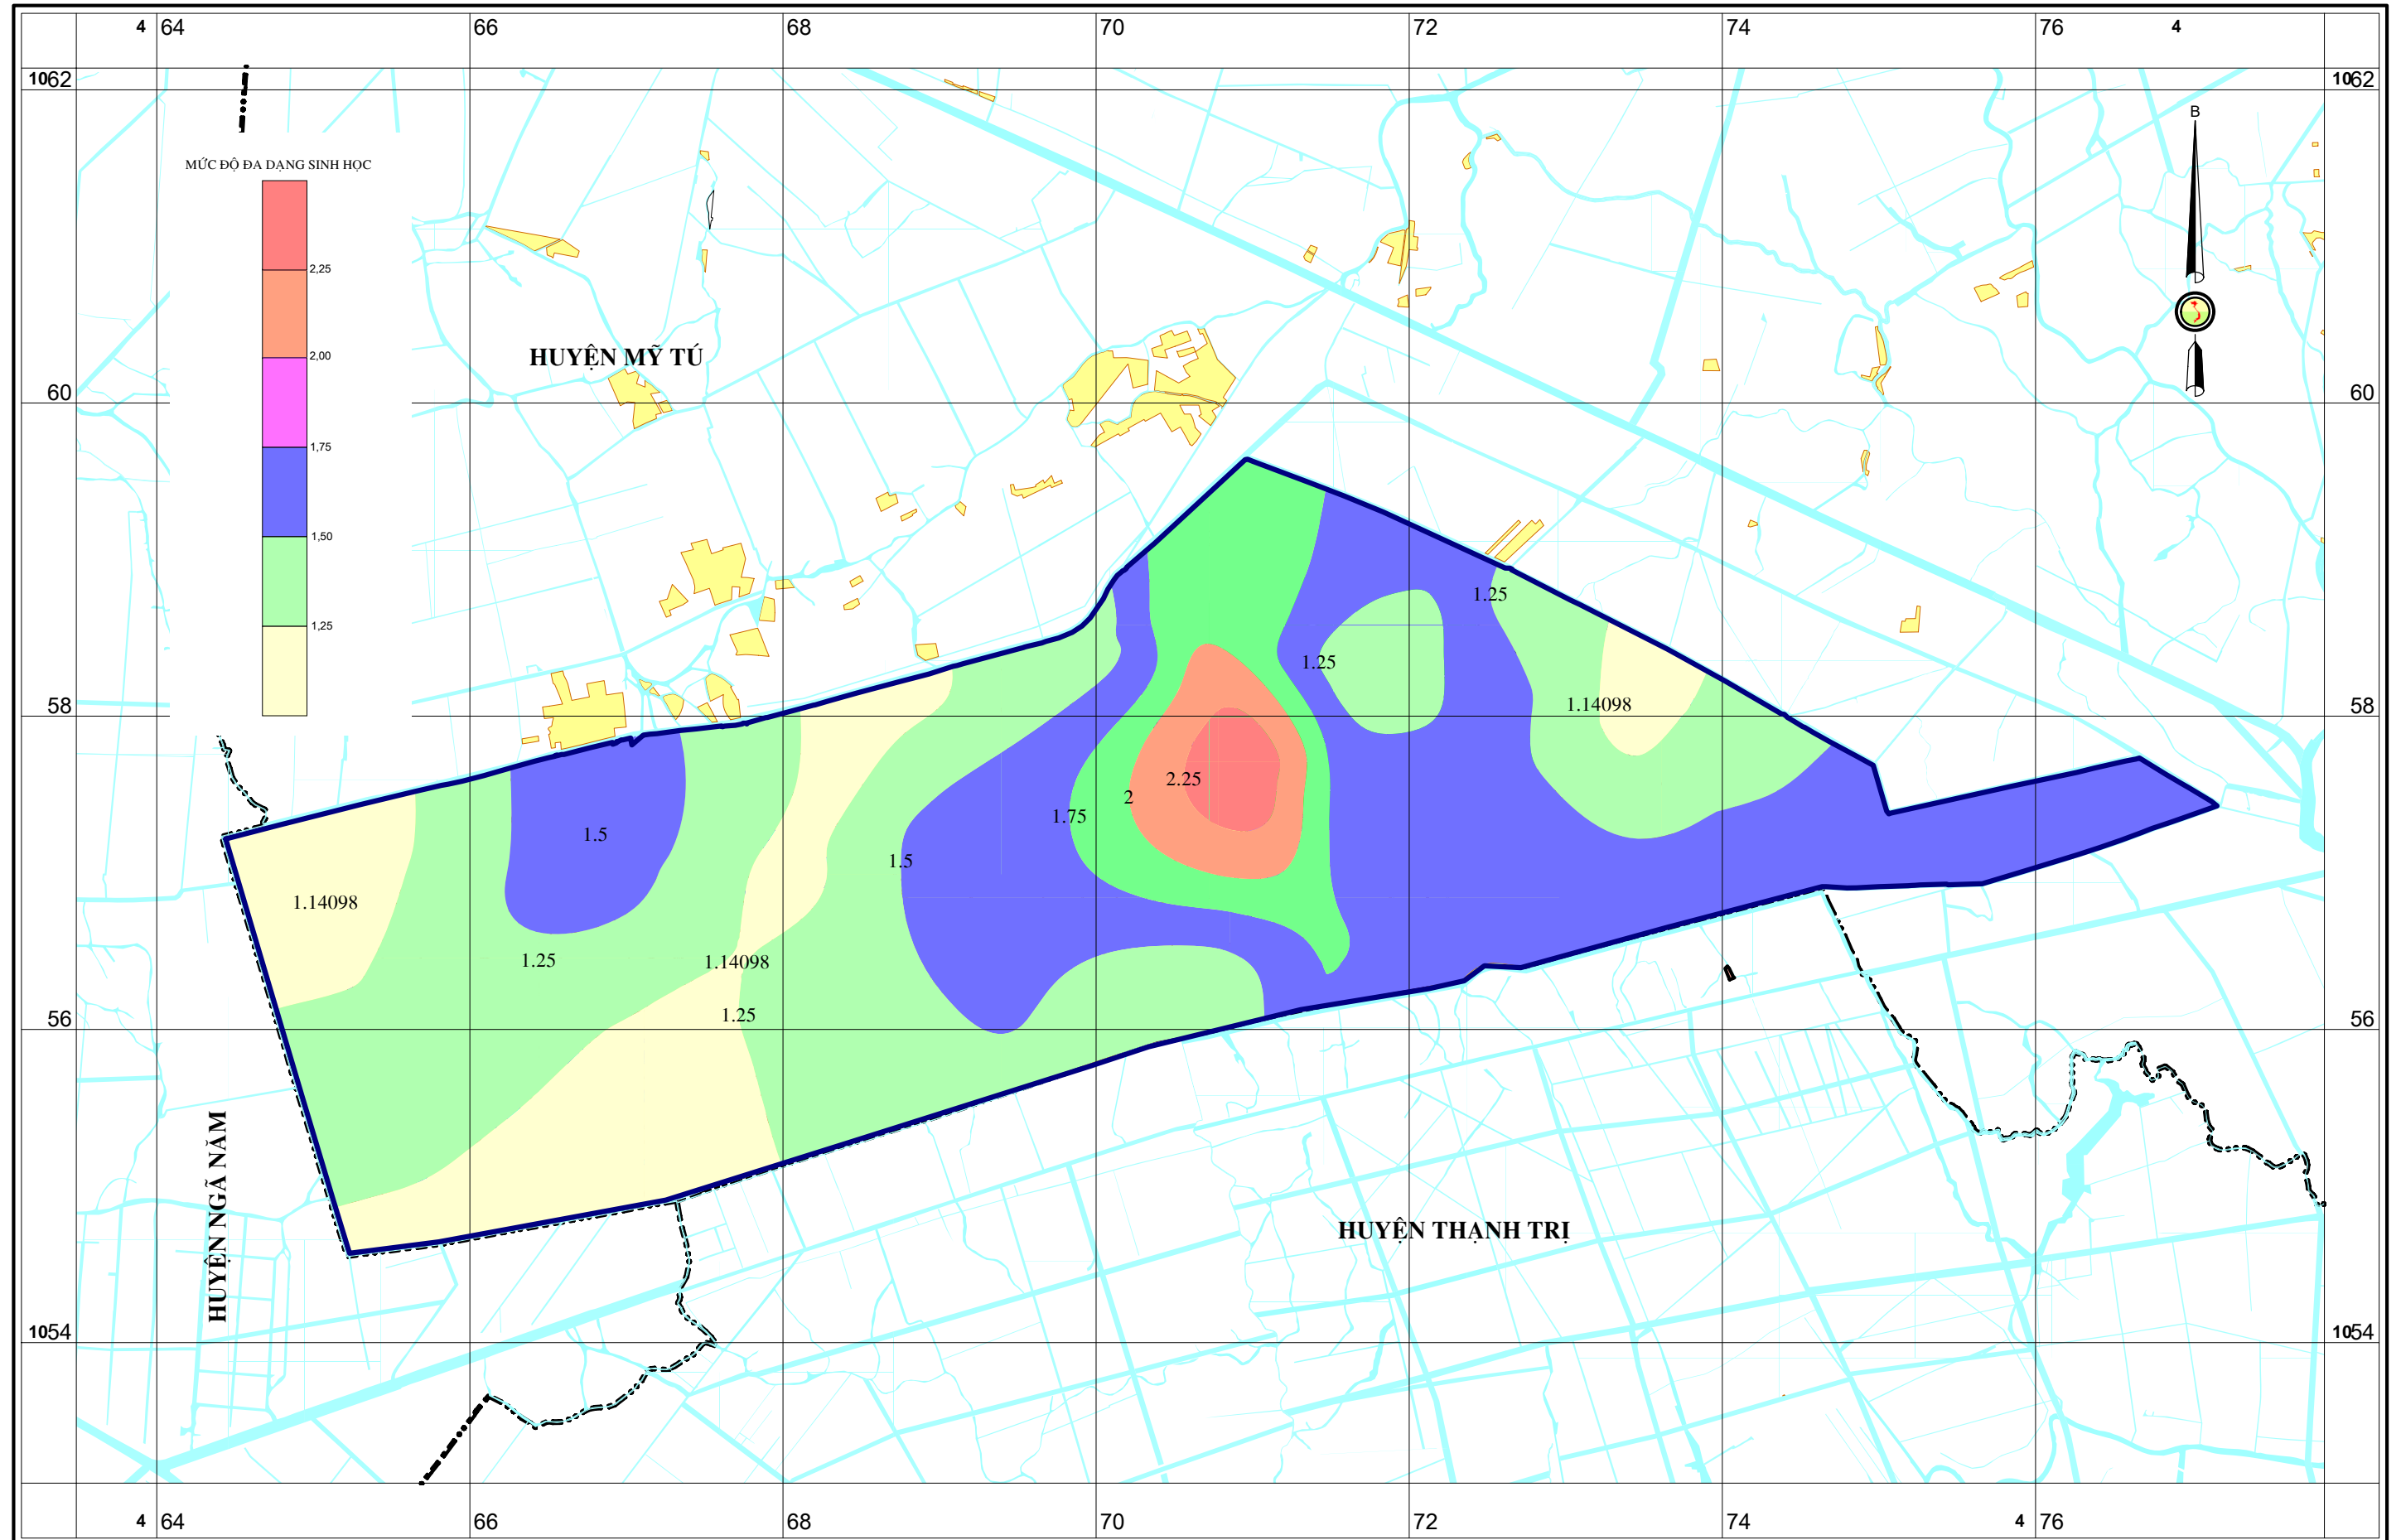 4 64 66 68 70 72 74 76 4
1062 1062
B
MỨC ĐỘ ĐA DẠNG SINH HỌC
2,25
2,00
HUYỆN MỸ TÚ
60 60
1,75
1,50
1.25
1,25
1.25
58 1.14098 58
2.25
2
1.75
1.5
1.5
1.14098
1.25
1.14098
1.25
56 56
HUYỆN NGÃ NĂM
HUYỆN THẠNH TRỊ
1054 1054
4 64 66 68 70 72 74 4 76